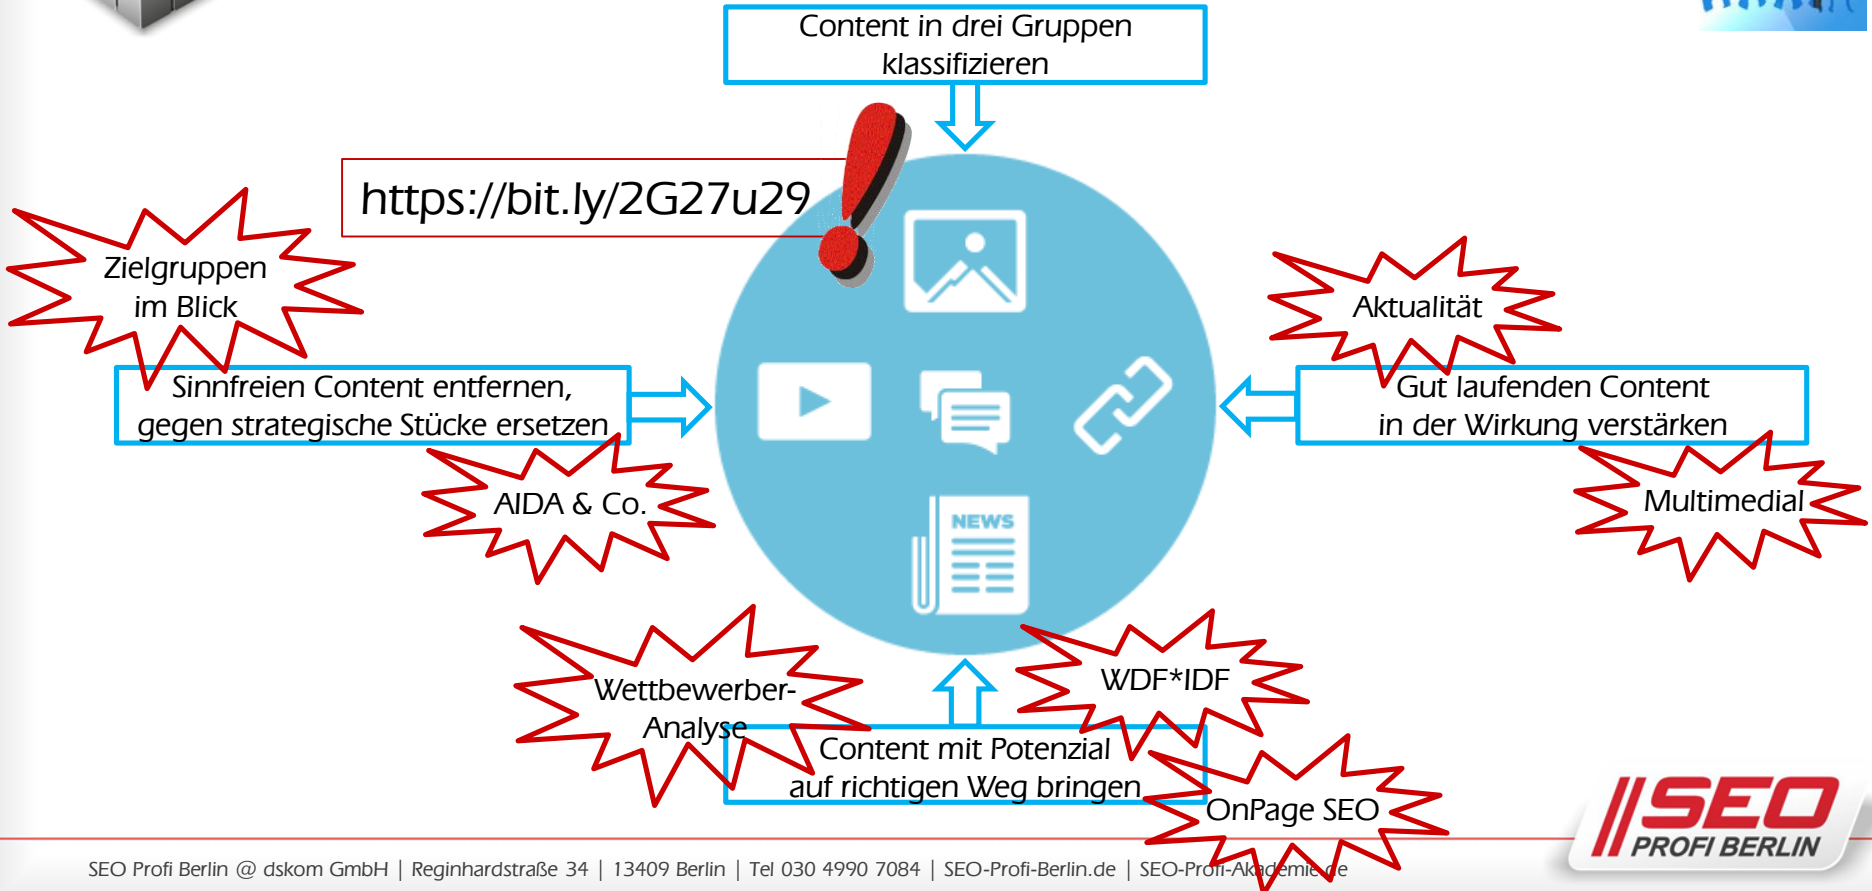 Content in drei Gruppen
klassifizieren
https://bit.ly/2G27u29
Zielgruppen
im Blick
Aktualität
Sinnfreien Content entfernen,
gegen strategische Stücke ersetzen
Gut laufenden Content
in der Wirkung verstärken
AIDA & Co.
Multimedial
NEWS
Wettbewerber-
Analyse
WDF*IDF
Content mit Potenzial
auf richtigen Weg bringen
OnPage SEO
SEO
PROFI BERLIN
SEO Profi Berlin @ dskom GmbH | Reginhardstraße 34 | 13409 Berlin | Tel 030 4990 7084 | SEO-Profi-Berlin.de | SEO-Profi-Akademie.de